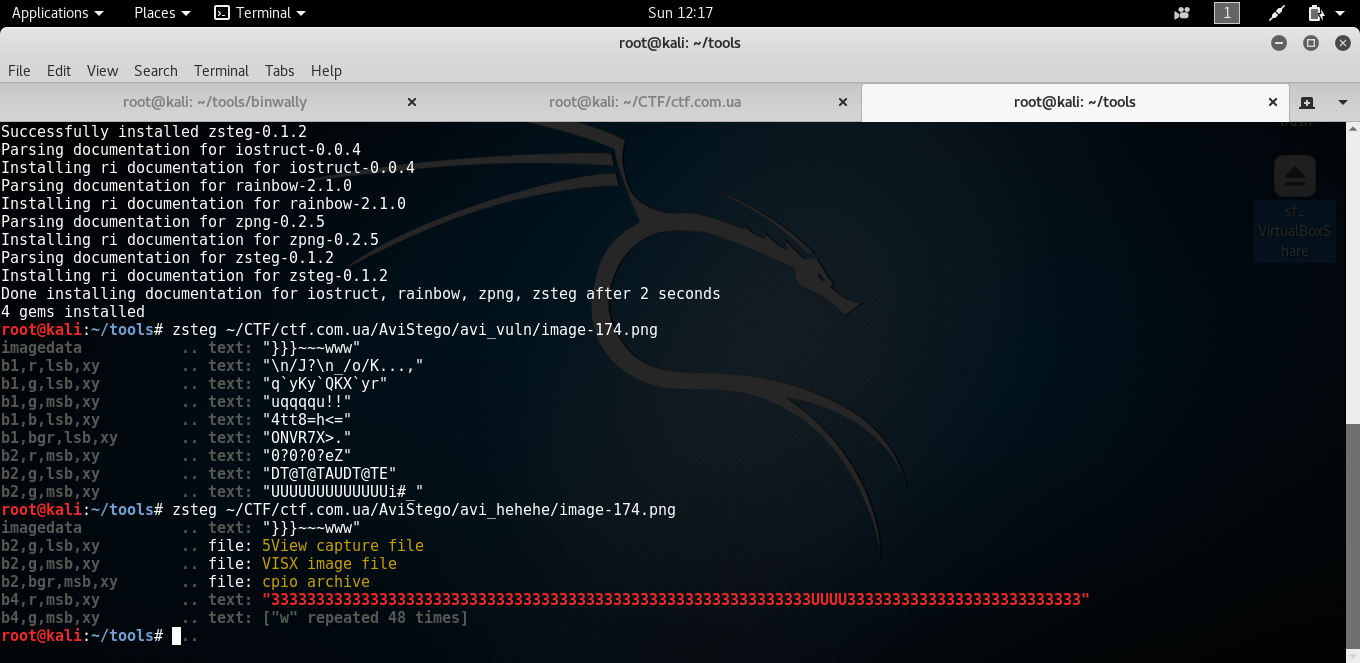 Applications Places Terminal Sun 12:17 1
root@kali: ~/tools
File Edit View Search Terminal Tabs Help
root@kali: ~/tools/binwally root@kali: ~/CTF/ctf.com.ua root@kali: ~/tools
Successfully installed zsteg-0.1.2
Parsing documentation for iostruct-0.0.4
Installing ri documentation for iostruct-0.0.4
Parsing documentation for rainbow-2.1.0
Installing ri documentation for rainbow-2.1.0
Parsing documentation for zpng-0.2.5
Installing ri documentation for zpng-0.2.5
Parsing documentation for zsteg-0.1.2
Installing ri documentation for zsteg-0.1.2
Done installing documentation for iostruct, rainbow, zpng, zsteg after 2 seconds
4 gems installed
root@kali:~/tools# zsteg ~/CTF/ctf.com.ua/AviStego/avi_vuln/image-174.png
imagedata .. text: "}}}~~~www"
b1,r,lsb,xy .. text: "\n/J?\n_/o/K...,"
b1,g,lsb,xy .. text: "q`yKy`QKX`yr"
b1,g,msb,xy .. text: "uqqqqu!!"
b1,b,lsb,xy .. text: "4tt8=h<="
b1,bgr,lsb,xy .. text: "ONVR7X>."
b2,r,msb,xy .. text: "0?0?0?eZ"
b2,g,lsb,xy .. text: "DT@T@TAUDT@TE"
b2,g,msb,xy .. text: "UUUUUUUUUUUUUi#_"
root@kali:~/tools# zsteg ~/CTF/ctf.com.ua/AviStego/avi_hehehe/image-174.png
imagedata .. text: "}}}~~~www"
b2,g,lsb,xy .. file: 5View capture file
b2,g,msb,xy .. file: VISX image file
b2,bgr,msb,xy .. file: cpio archive
b4,r,msb,xy .. text: "333333333333333333333333333333333333333333333333333333333333UUUU33333333333333333333333333"
b4,g,msb,xy .. text: ["w" repeated 48 times]
root@kali:~/tools# ..
sf_
VirtualBoxS
hare